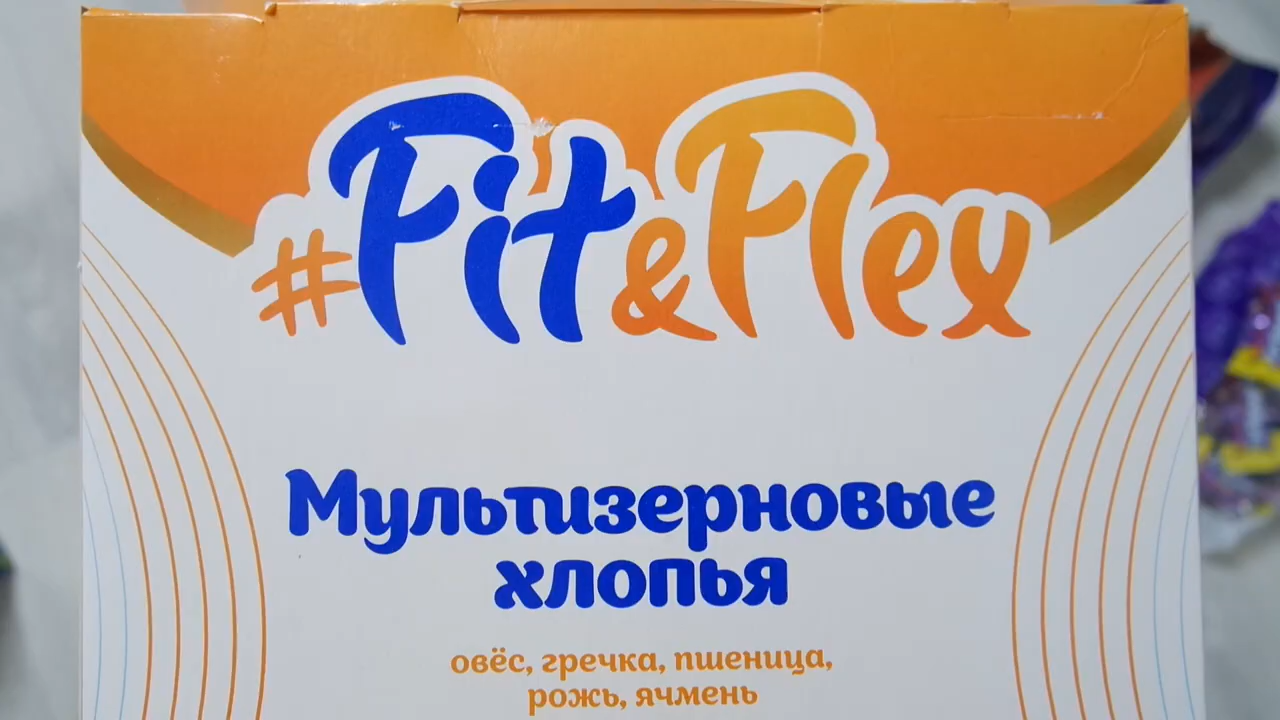 #Fit&Flex
Мультизерновые
хлопья
овёс, гречка, пшеница,
рожь, ячмень